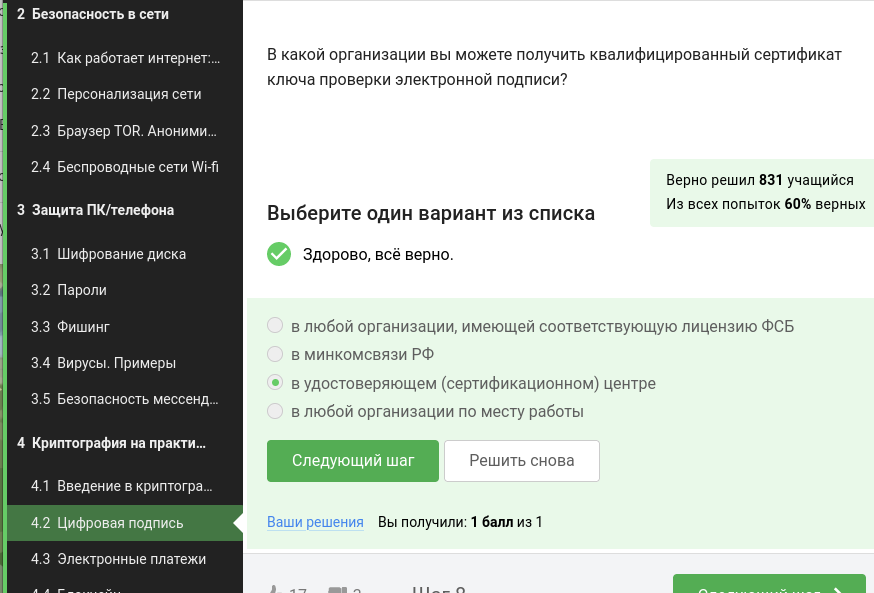 2 Безопасность в сети
2.1 Как работает интернет:...
2.2 Персонализация сети
2.3 Браузер TOR. Аноними...
2.4 Беспроводные сети Wi-fi
3 Защита ПК/телефона
3.1 Шифрование диска
3.2 Пароли
3.3 Фишинг
3.4 Вирусы. Примеры
3.5 Безопасность мессенд...
4 Криптография на практи...
4.1 Введение в криптогра...
4.2 Цифровая подпись
4.3 Электронные платежи
4.4 Блокчейн
В какой организации вы можете получить квалифицированный сертификат
ключа проверки электронной подписи?
Верно решил 831 учащийся
Из всех попыток 60% верных
Выберите один вариант из списка
Здорово, всё верно.
в любой организации, имеющей соответствующую лицензию ФСБ
в минкомсвязи РФ
в удостоверяющем (сертификационном) центре
в любой организации по месту работы
Следующий шаг
Решить снова
Ваши решения Вы получили: 1 балл из 1
17
Шаг 8
Следующий шаг